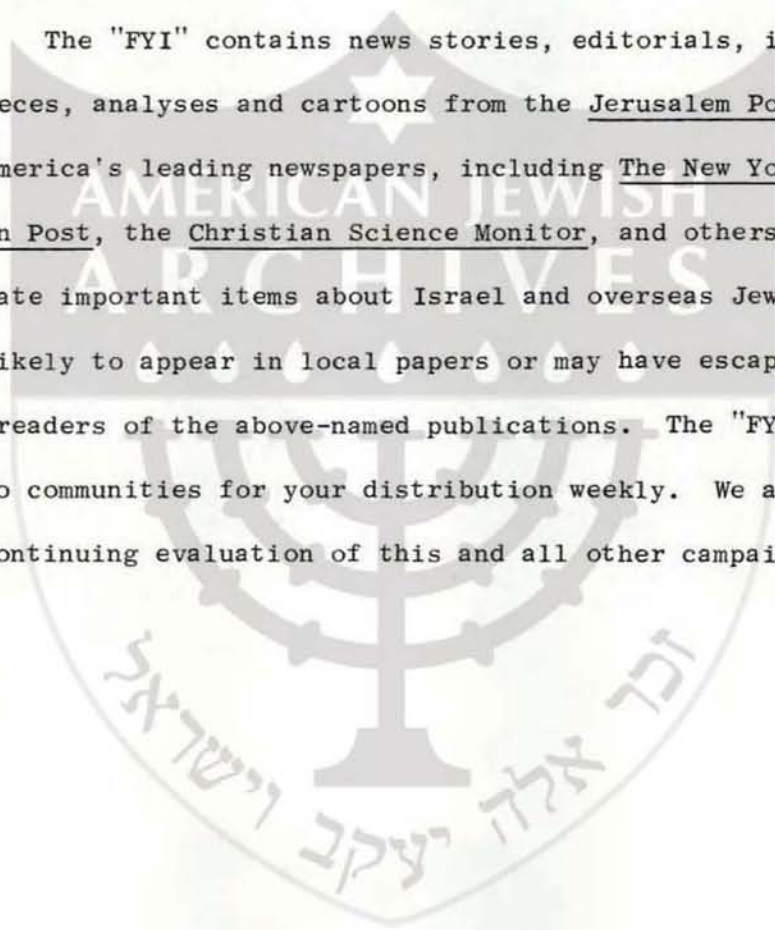 The "FYI" contains news stories, editorials, i
eces, analyses and cartoons from the Jerusalem Po
merica's leading newspapers, including The New Yo
AMERICAN JEWISH
n Post, the Christian Science Monitor, and others
ARCHIVES
ate important items about Israel and overseas Jew
ikely to appear in local papers or may have escap
readers of the above-named publications. The "FY
o communities for your distribution weekly. We a
ontinuing evaluation of this and all other campai
זכר אלה יעקב וישראל